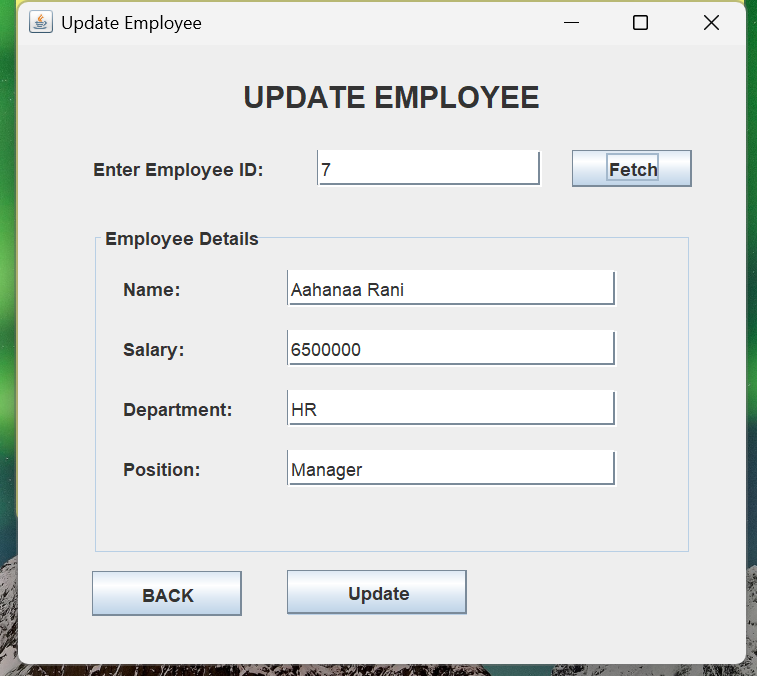 Update Employee
UPDATE EMPLOYEE
Enter Employee ID: 7 Fetch
Employee Details
Name: Aahanaa Rani
Salary: 6500000
Department: HR
Position: Manager
BACK Update